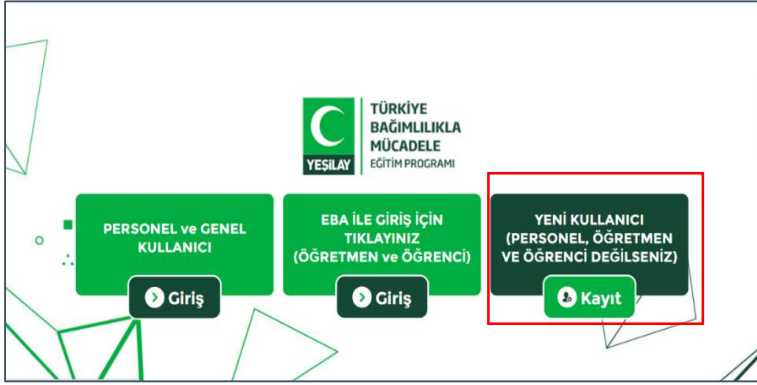 TÜRKİYE
BAĞIMLILIKLA
MÜCADELE
EĞİTİM PROGRAMI
YEŞİLAY
PERSONEL ve GENEL
KULLANICI
Giriş
EBA İLE GİRİŞ İÇİN
TIKLAYINIZ
(ÖĞRETMEN ve ÖĞRENCİ)
Giriş
YENİ KULLANICI
(PERSONEL, ÖĞRETMEN
VE ÖĞRENCİ DEĞİLSENİZ)
Kayıt